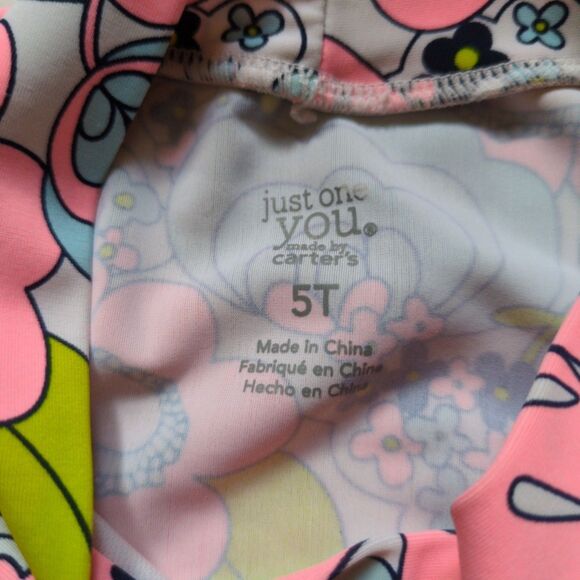 just one
you®
made by
carter's
5T
Made in China
Fabriqué en Chine
Hecho en China